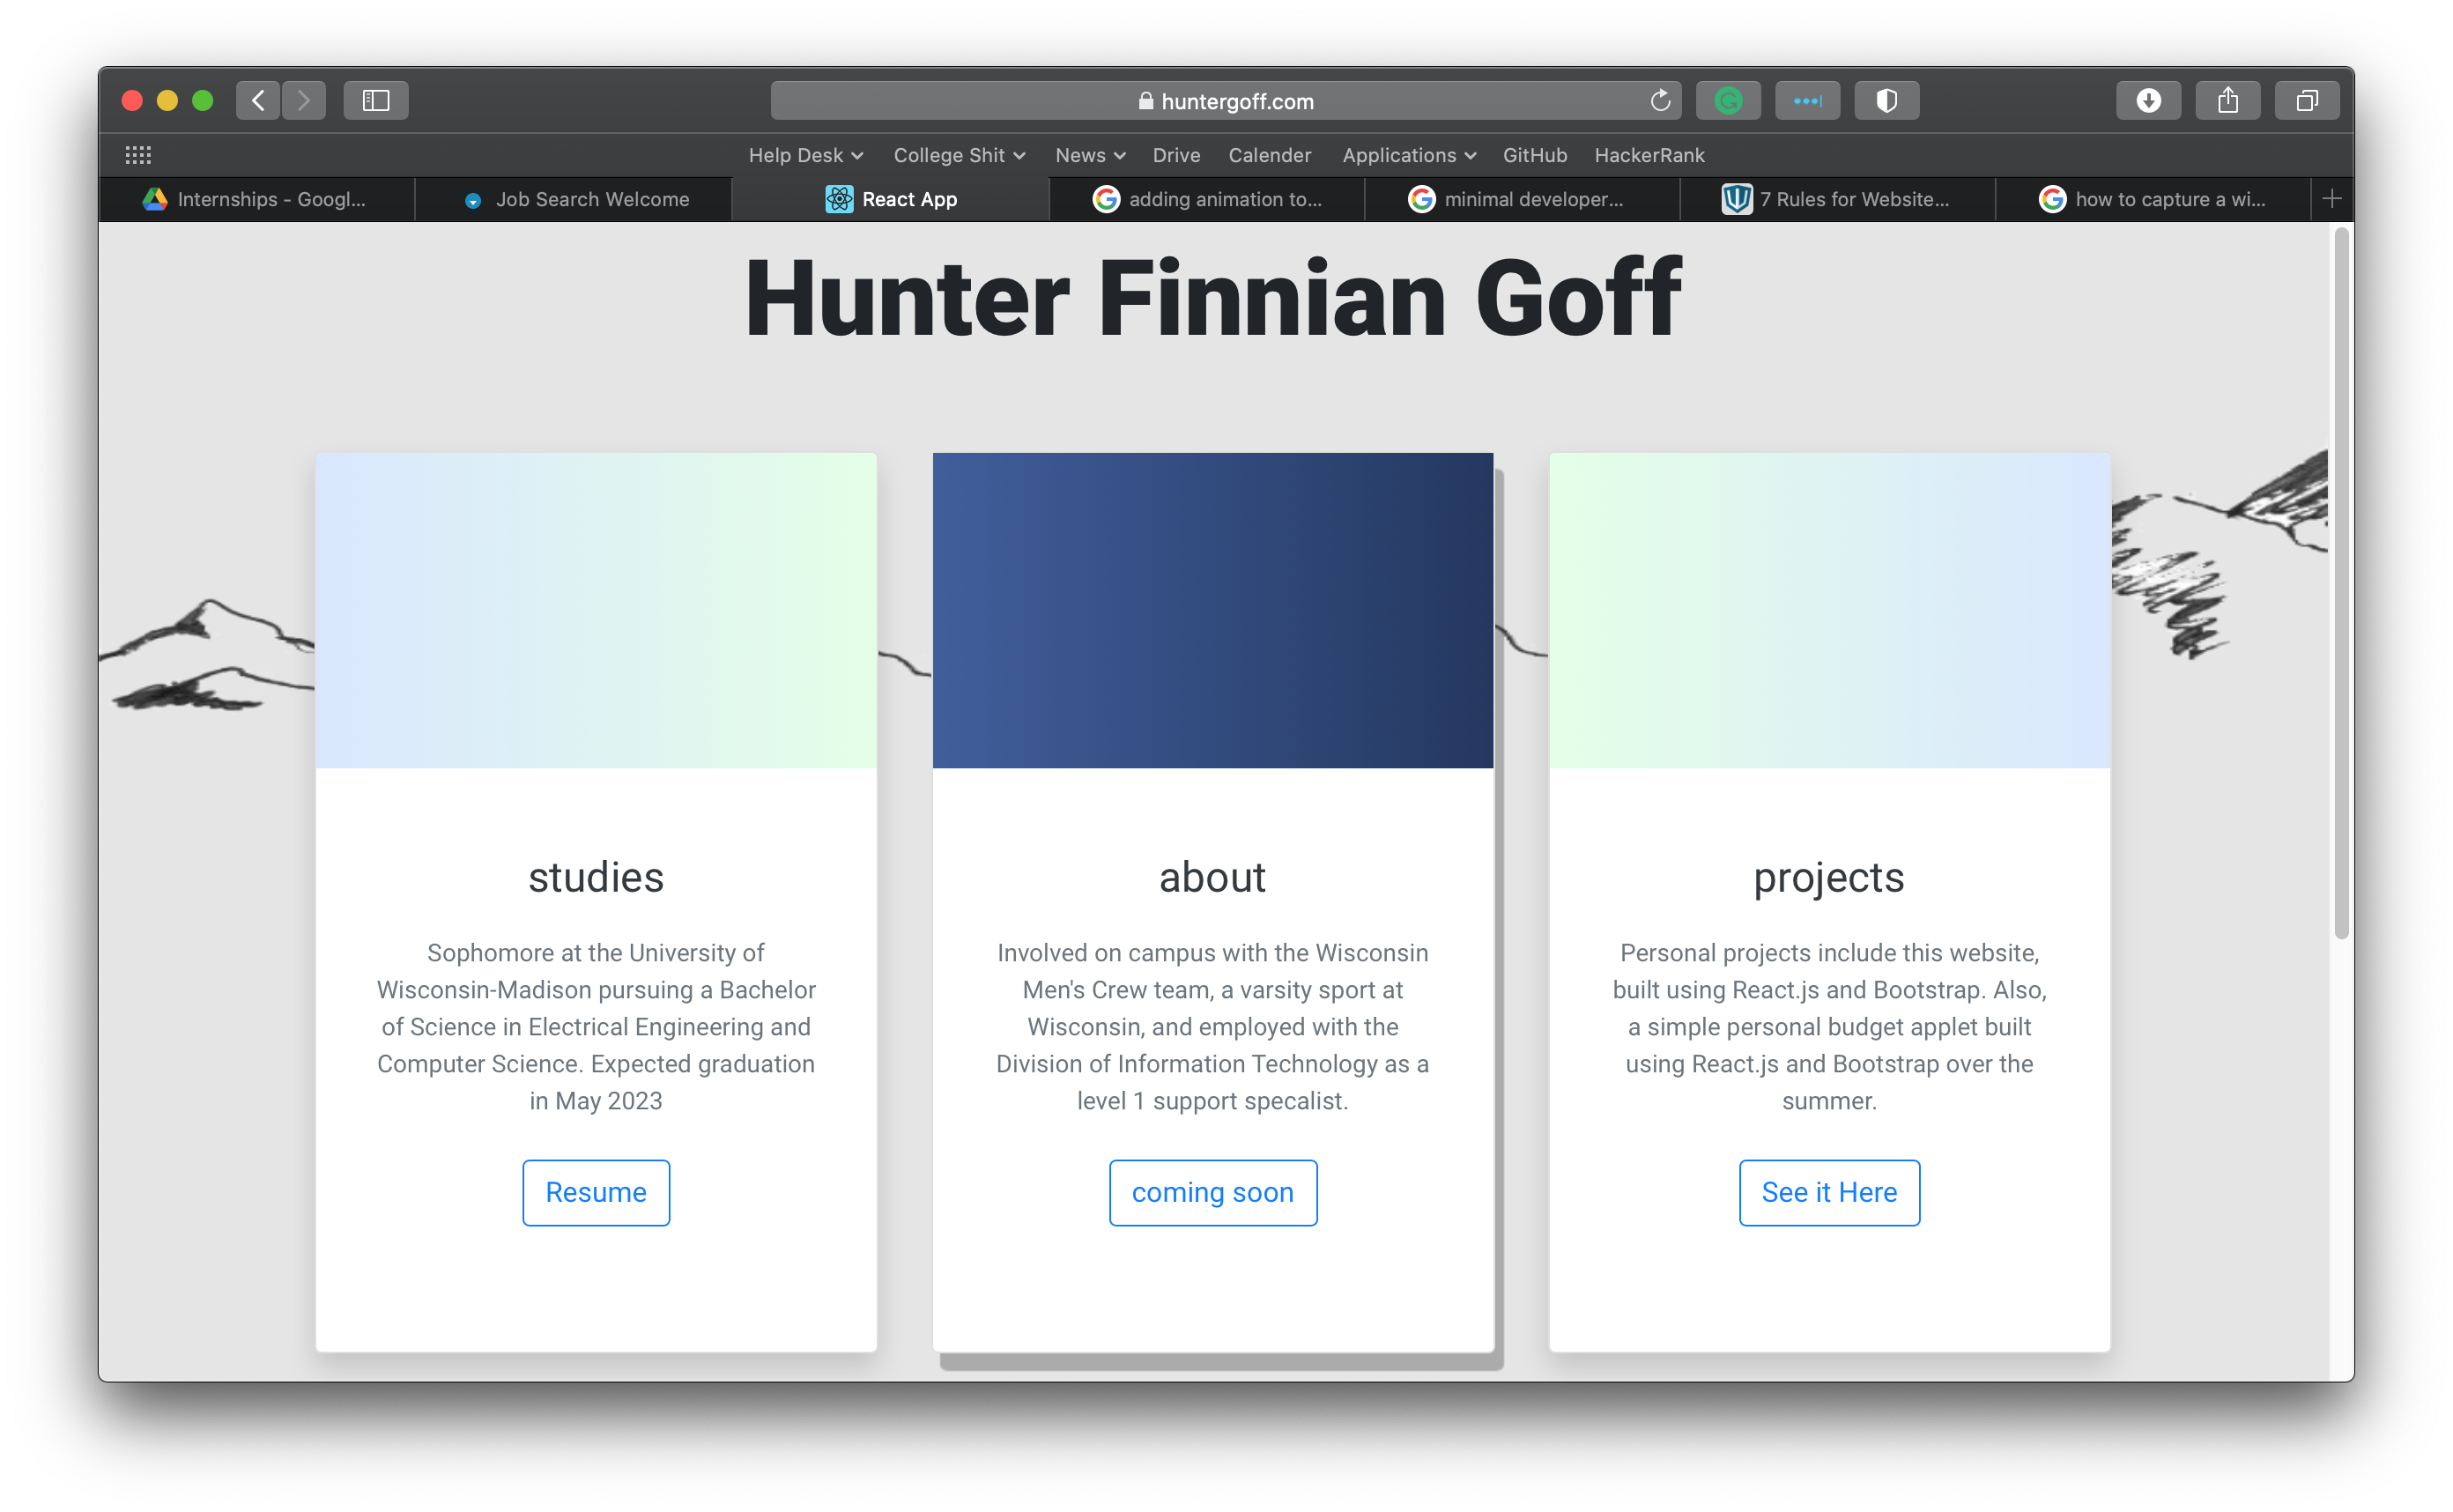 huntergoff.com
Help Desk College Shit News Drive Calender Applications GitHub HackerRank
Internships - Googl... Job Search Welcome React App adding animation to... minimal developer... 7 Rules for Website... how to capture a wi...
Hunter Finnian Goff
studies
Sophomore at the University of
Wisconsin-Madison pursuing a Bachelor
of Science in Electrical Engineering and
Computer Science. Expected graduation
in May 2023
Resume
about
Involved on campus with the Wisconsin
Men's Crew team, a varsity sport at
Wisconsin, and employed with the
Division of Information Technology as a
level 1 support specalist.
coming soon
projects
Personal projects include this website,
built using React.js and Bootstrap. Also,
a simple personal budget applet built
using React.js and Bootstrap over the
summer.
See it Here